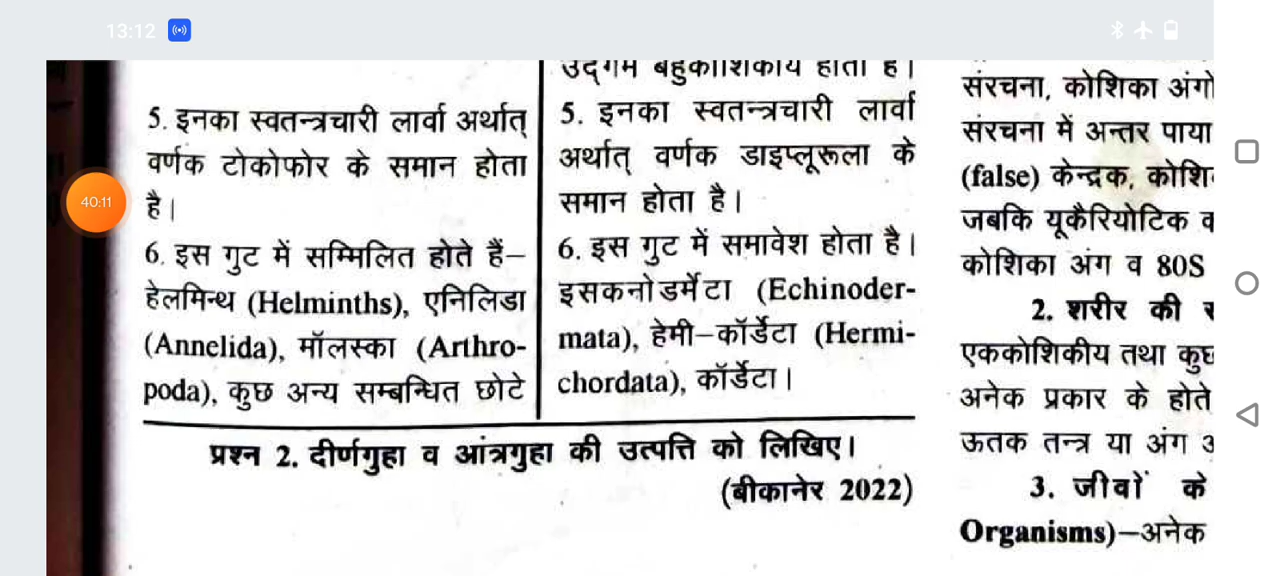 13:12
40:11
उद्गम बहुकोशिकीय होता है।
5. इनका स्वतन्त्रचारी लार्वा अर्थात्
वर्णक टोकोफोर के समान होता
है।
6. इस गुट में सम्मिलित होते हैं–
हेलमिन्थ (Helminths), एनिलिडा
(Annelida), मॉलस्का (Arthro-
poda), कुछ अन्य सम्बन्धित छोटे
5. इनका स्वतन्त्रचारी लार्वा
अर्थात् वर्णक डाइप्लूरूला के
समान होता है।
6. इस गुट में समावेश होता है।
इसकनोडर्मेटा (Echinoder-
mata), हेमी–कॉर्डेटा (Hermi-
chordata), कॉर्डेटा।
प्रश्न 2. दीर्णगुहा व आंत्रगुहा की उत्पत्ति को लिखिए।
(बीकानेर 2022)
संरचना, कोशिका अंगो
संरचना में अन्तर पाया
(false) केन्द्रक, कोशि
जबकि यूकैरियोटिक व
कोशिका अंग व 80S
2. शरीर की
एककोशिकीय तथा कुछ
अनेक प्रकार के होते
ऊतक तन्त्र या अंग
3. जीवों के
Organisms)–अनेक